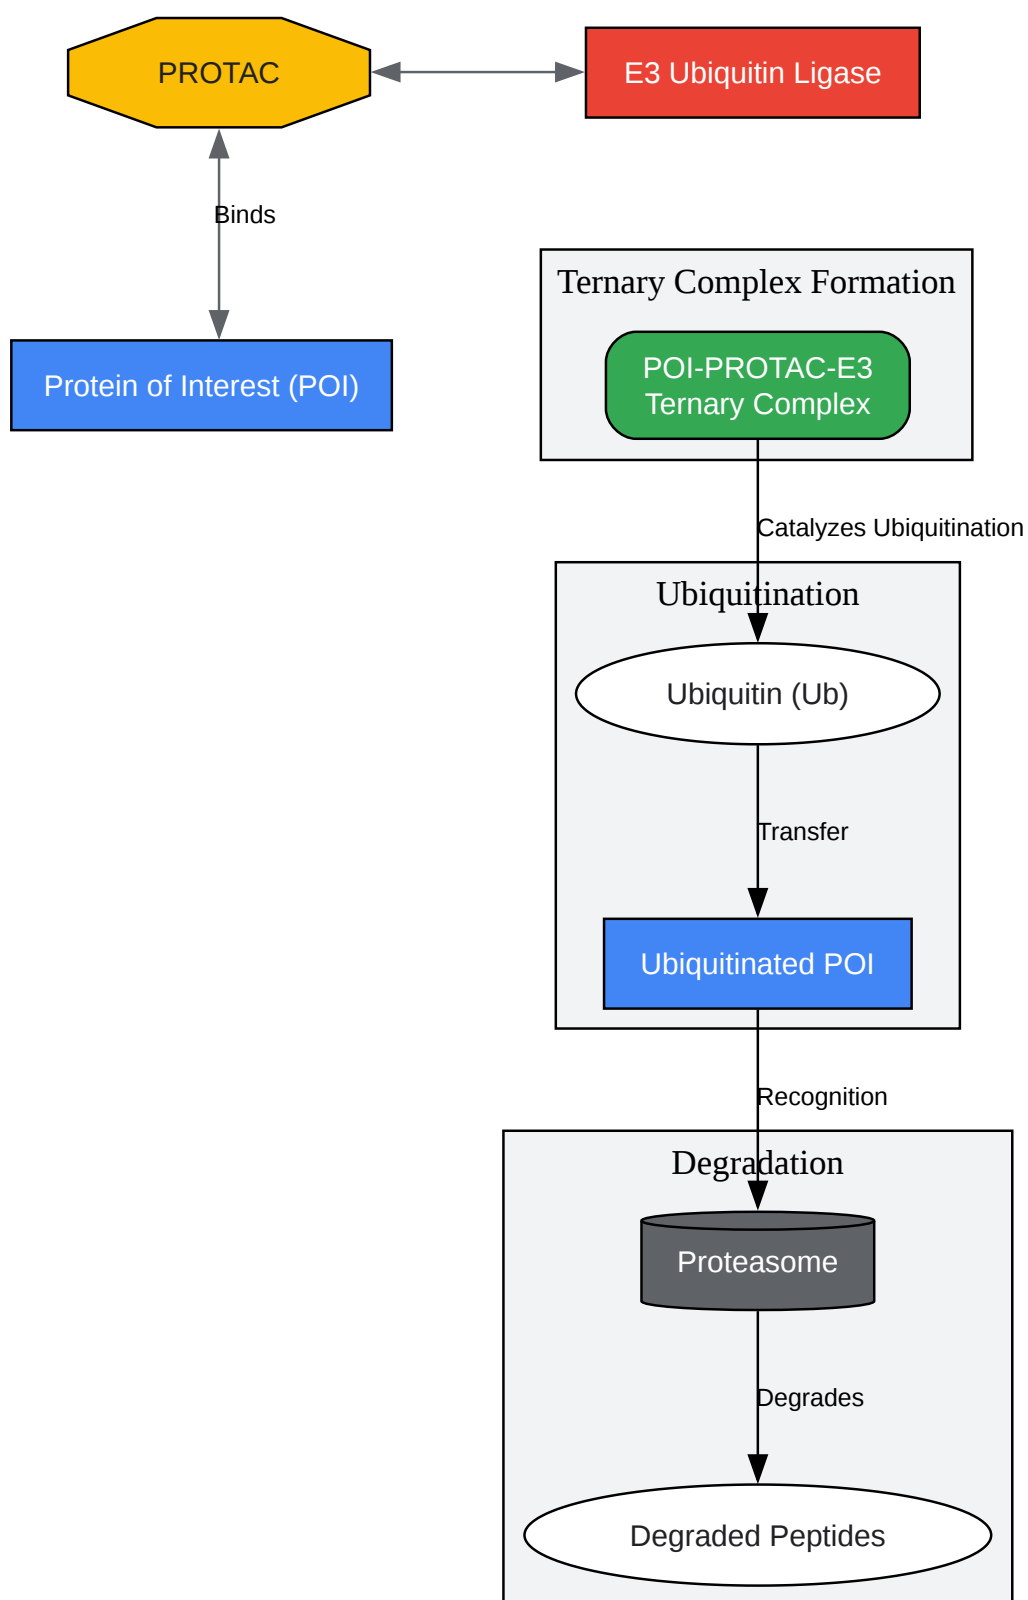 PROTAC
E3 Ubiquitin Ligase
Binds
Protein of Interest (POI)
Ternary Complex Formation
POI-PROTAC-E3
Ternary Complex
Catalyzes Ubiquitination
Ubiquitination
Ubiquitin (Ub)
Transfer
Ubiquitinated POI
Recognition
Degradation
Proteasome
Degrades
Degraded Peptides